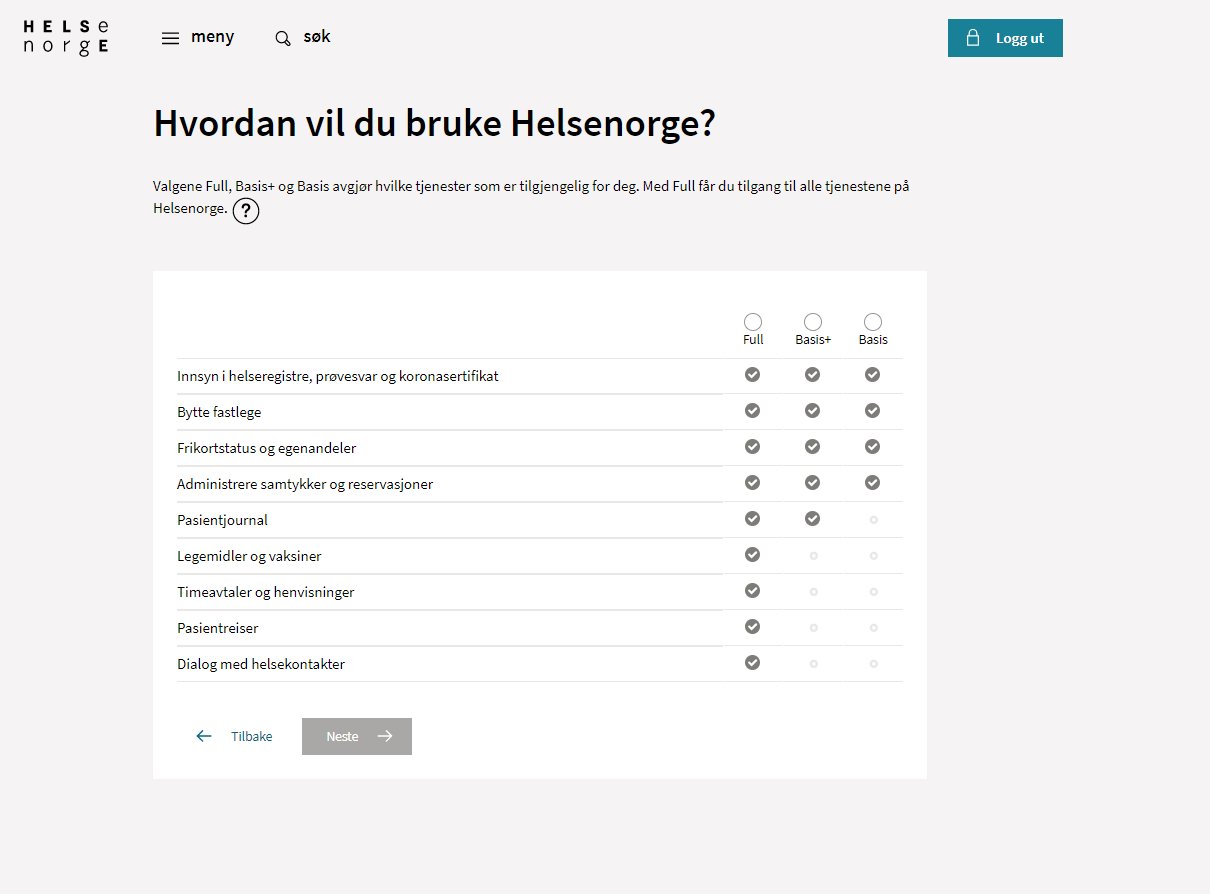 HELSe
norgE
meny
søk
Logg ut
Hvordan vil du bruke Helsenorge?
Valgene Full, Basis+ og Basis avgjør hvilke tjenester som er tilgjengelig for deg. Med Full får du tilgang til alle tjenestene på
Helsenorge. ?
Full Basis+ Basis
Innsyn i helseregistre, prøvesvar og koronasertifikat
Bytte fastlege
Frikortstatus og egenandeler
Administrere samtykker og reservasjoner
Pasientjournal
Legemidler og vaksiner
Timeavtaler og henvisninger
Pasientreiser
Dialog med helsekontakter
Tilbake
Neste